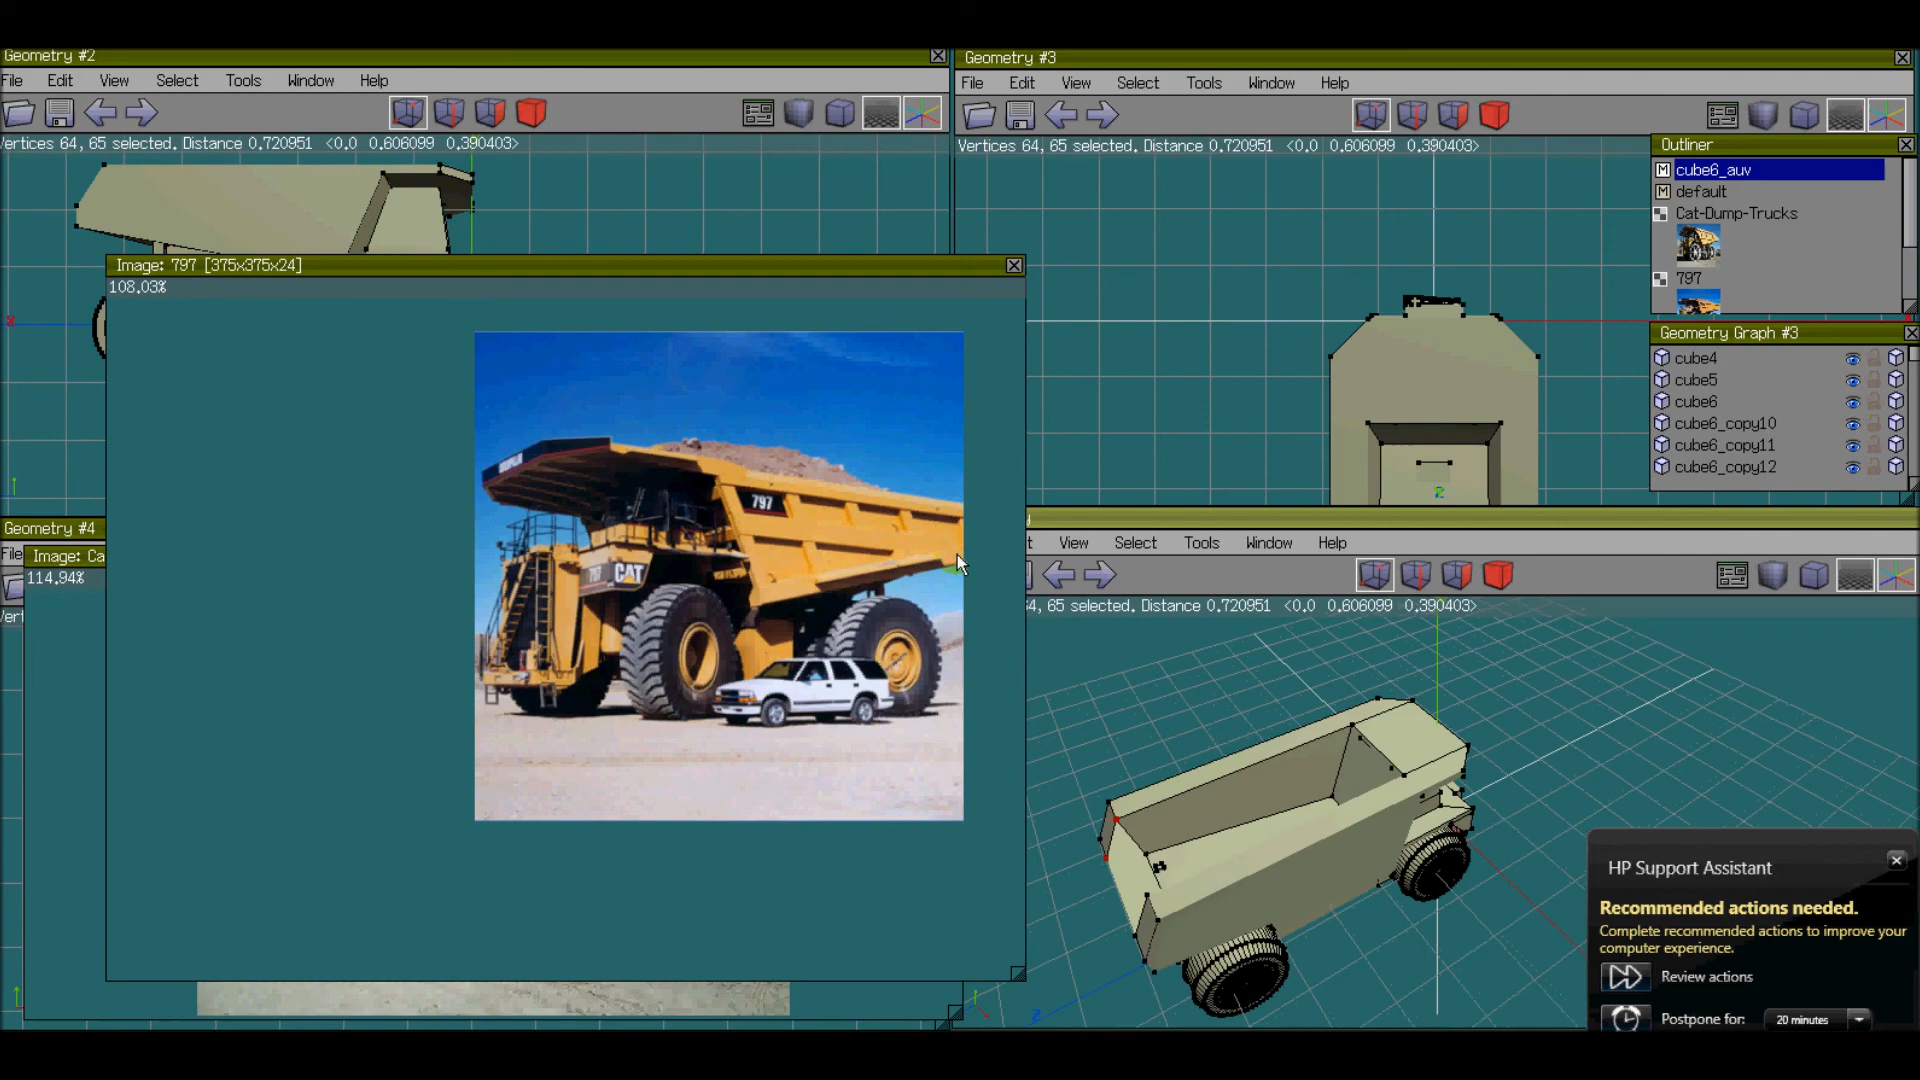 Geometry #2
File Edit View Select Tools Window Help
Vertices 64, 65 selected. Distance 0.720951 <0.0 0.606099 0.390403>
Geometry #3
File Edit View Select Tools Window Help
Vertices 64, 65 selected. Distance 0.720951 <0.0 0.606099 0.390403>
Outliner
M cube6_auv
M default
Cat-Dump-Trucks
797
Image: 797 [375x375x24]
108.03%
797
797 CAT
X
Z
Geometry Graph #3
cube4
cube5
cube6
cube6_copy10
cube6_copy11
cube6_copy12
Geometry #4
File
Image: Ca
114.94%
Ver
y
t View Select Tools Window Help
64, 65 selected. Distance 0.720951 <0.0 0.606099 0.390403>
Z
HP Support Assistant
Recommended actions needed.
Complete recommended actions to improve your
computer experience.
Review actions
Postpone for: 20 minutes